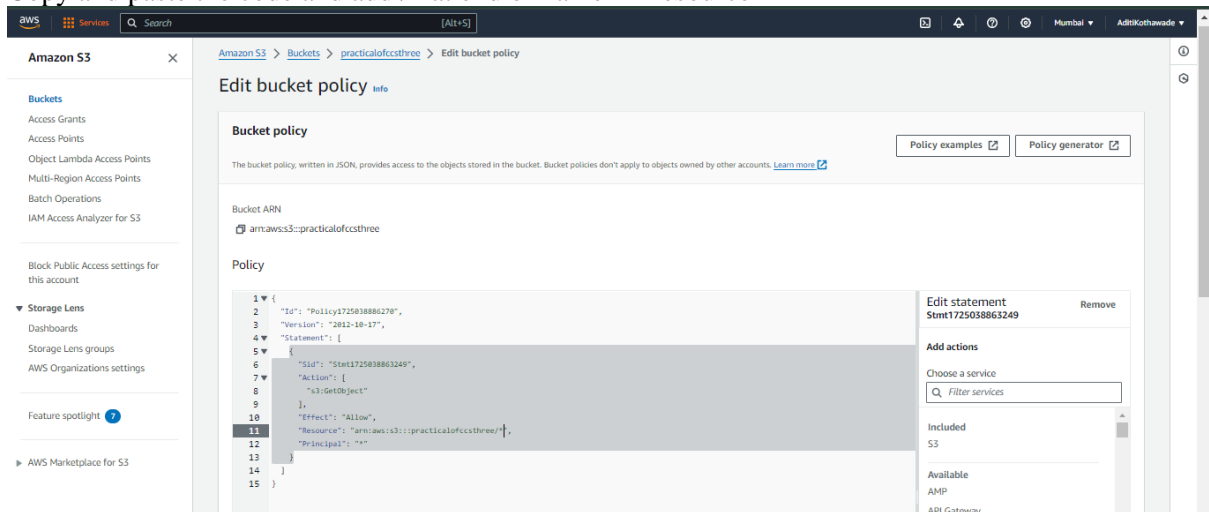 aws
Services
Search
[Alt+S]
Mumbai ▼
AditiKothawade ▼
Amazon S3
Buckets
Access Grants
Access Points
Object Lambda Access Points
Multi-Region Access Points
Batch Operations
IAM Access Analyzer for S3
Block Public Access settings for
this account
Storage Lens
Dashboards
Storage Lens groups
AWS Organizations settings
Feature spotlight 7
AWS Marketplace for S3
Amazon S3 > Buckets > practicalofccsthree > Edit bucket policy
Edit bucket policy Info
Bucket policy
Policy examples
Policy generator
The bucket policy, written in JSON, provides access to the objects stored in the bucket. Bucket policies don't apply to objects owned by other accounts. Learn more
Bucket ARN
arn:aws:s3:::practicalofccsthree
Policy
1 {
2 "Id": "Policy1725038886270",
3 "Version": "2012-10-17",
4 "Statement": [
5 {
6 "Sid": "Stmt1725038863249",
7 "Action": [
8 "s3:GetObject"
9 ],
10 "Effect": "Allow",
11 "Resource": "arn:aws:s3:::practicalofccsthree/*",
12 "Principal": "*"
13 }
14 ]
15 }
Edit statement
Remove
Stmt1725038863249
Add actions
Choose a service
Filter services
Included
S3
Available
AMP
API Gateway